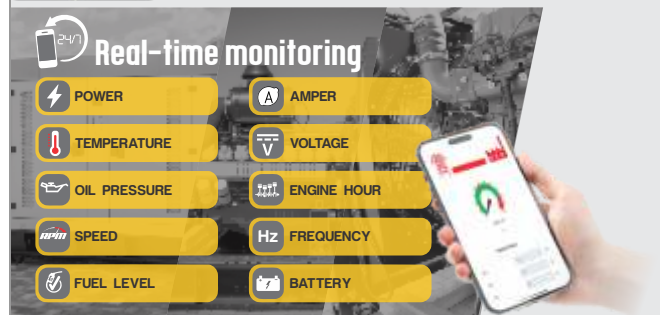 24/7
Real-time monitoring
POWER
TEMPERATURE
OIL PRESSURE
RPM SPEED
FUEL LEVEL
A AMPER
V VOLTAGE
ENGINE HOUR
Hz FREQUENCY
BATTERY